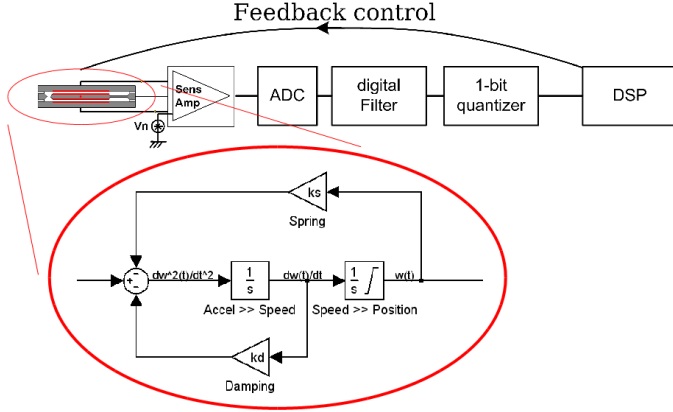 Feedback control
Sens
Amp
Vn
ADC
digital
Filter
1-bit
quantizer
DSP
ks
Spring
+
-
-
dw^2(t)/dt^2
1
s
dw(t)/dt
1
s
w(t)
Accel >> Speed
Speed >> Position
kd
Damping